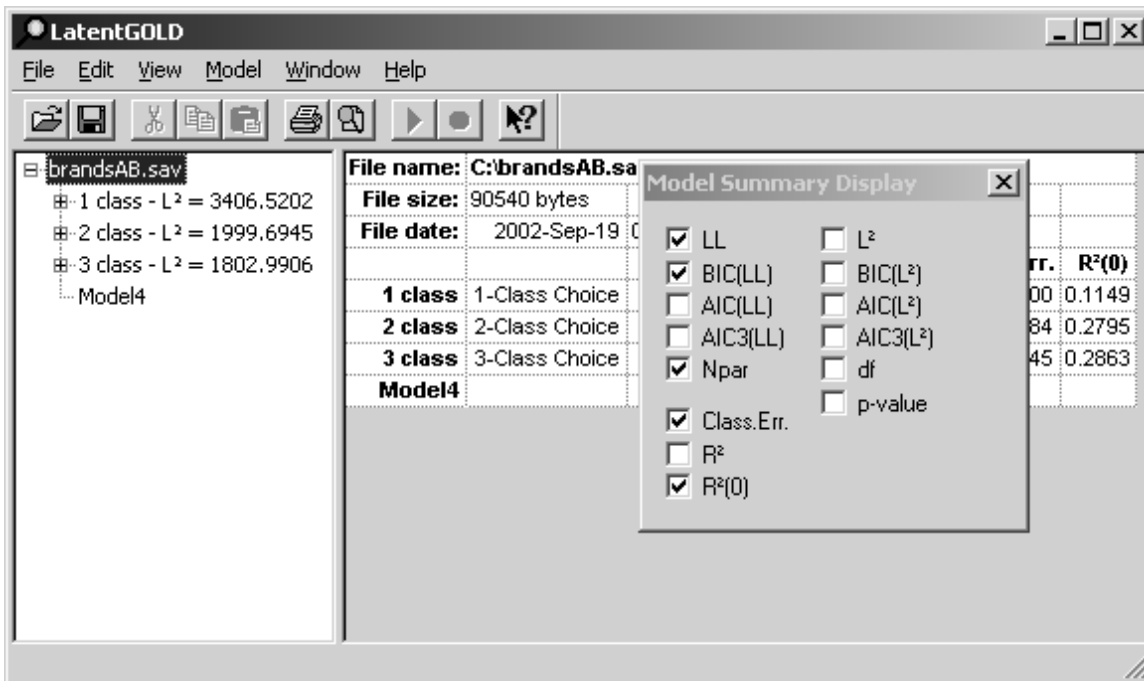 LatentGOLD
File Edit View Model Window Help
brandsAB.sav
1 class - L² = 3406.5202
2 class - L² = 1999.6945
3 class - L² = 1802.9906
Model4
File name: C:\brandsAB.sa
File size: 90540 bytes
File date: 2002-Sep-19 0
rr. R²(0)
1 class 1-Class Choice 00 0.1149
2 class 2-Class Choice 84 0.2795
3 class 3-Class Choice 45 0.2863
Model4
Model Summary Display
LL L²
BIC(LL) BIC(L²)
AIC(LL) AIC(L²)
AIC3(LL) AIC3(L²)
Npar df
p-value
Class.Err.
R²
R²(0)